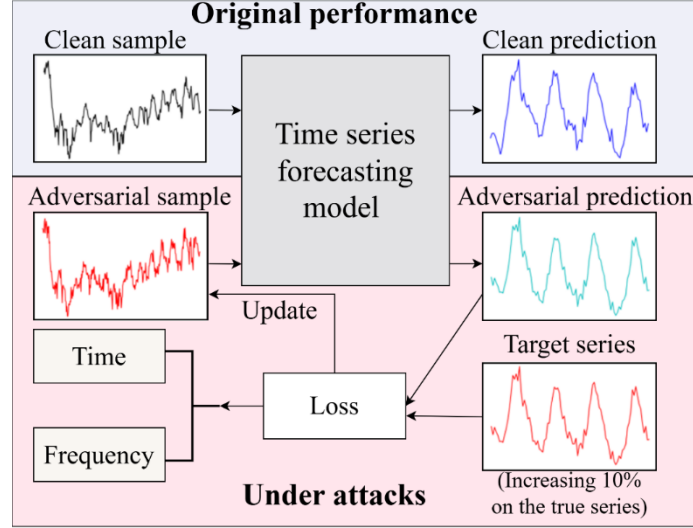 Original performance
Clean sample
Clean prediction
Time series
forecasting
model
Adversarial sample
Adversarial prediction
Update
Time
Target series
Loss
Frequency
(Increasing 10%
on the true series)
Under attacks